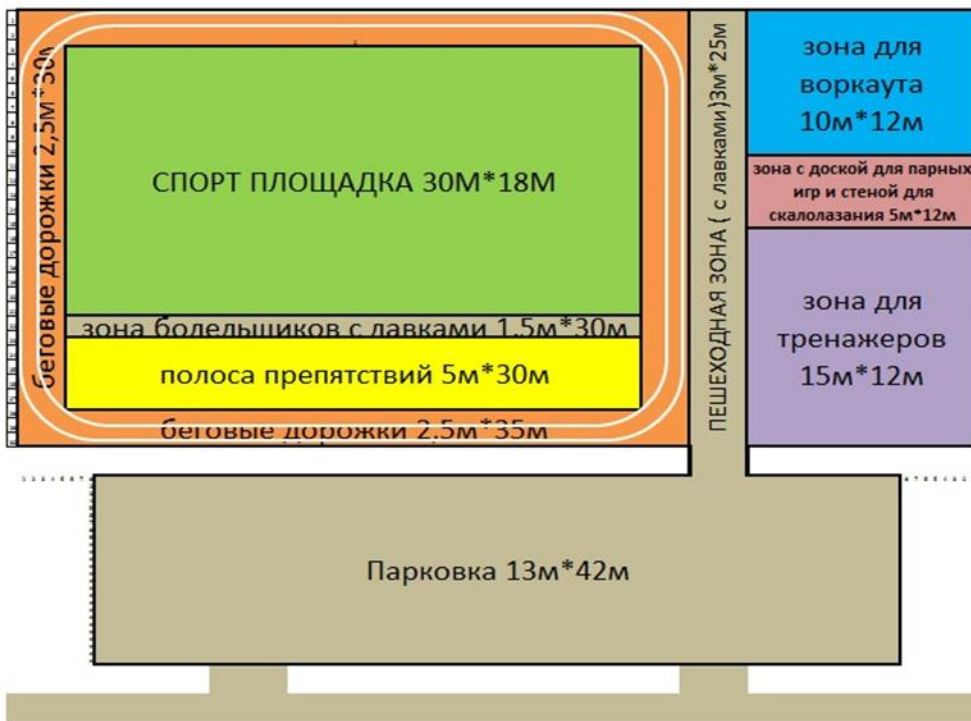 беговые дорожки 2,5м*30м
СПОРТ ПЛОЩАДКА 30М*18М
зона болельщиков с лавками 1.5м*30м
полоса препятствий 5м*30м
беговые дорожки 2.5м*35м
ПЕШЕХОДНАЯ ЗОНА ( с лавками)3м*25м
зона для
воркаута
10м*12м
зона с доской для парных
игр и стеной для
скалолазания 5м*12м
зона для
тренажеров
15м*12м
Парковка 13м*42м